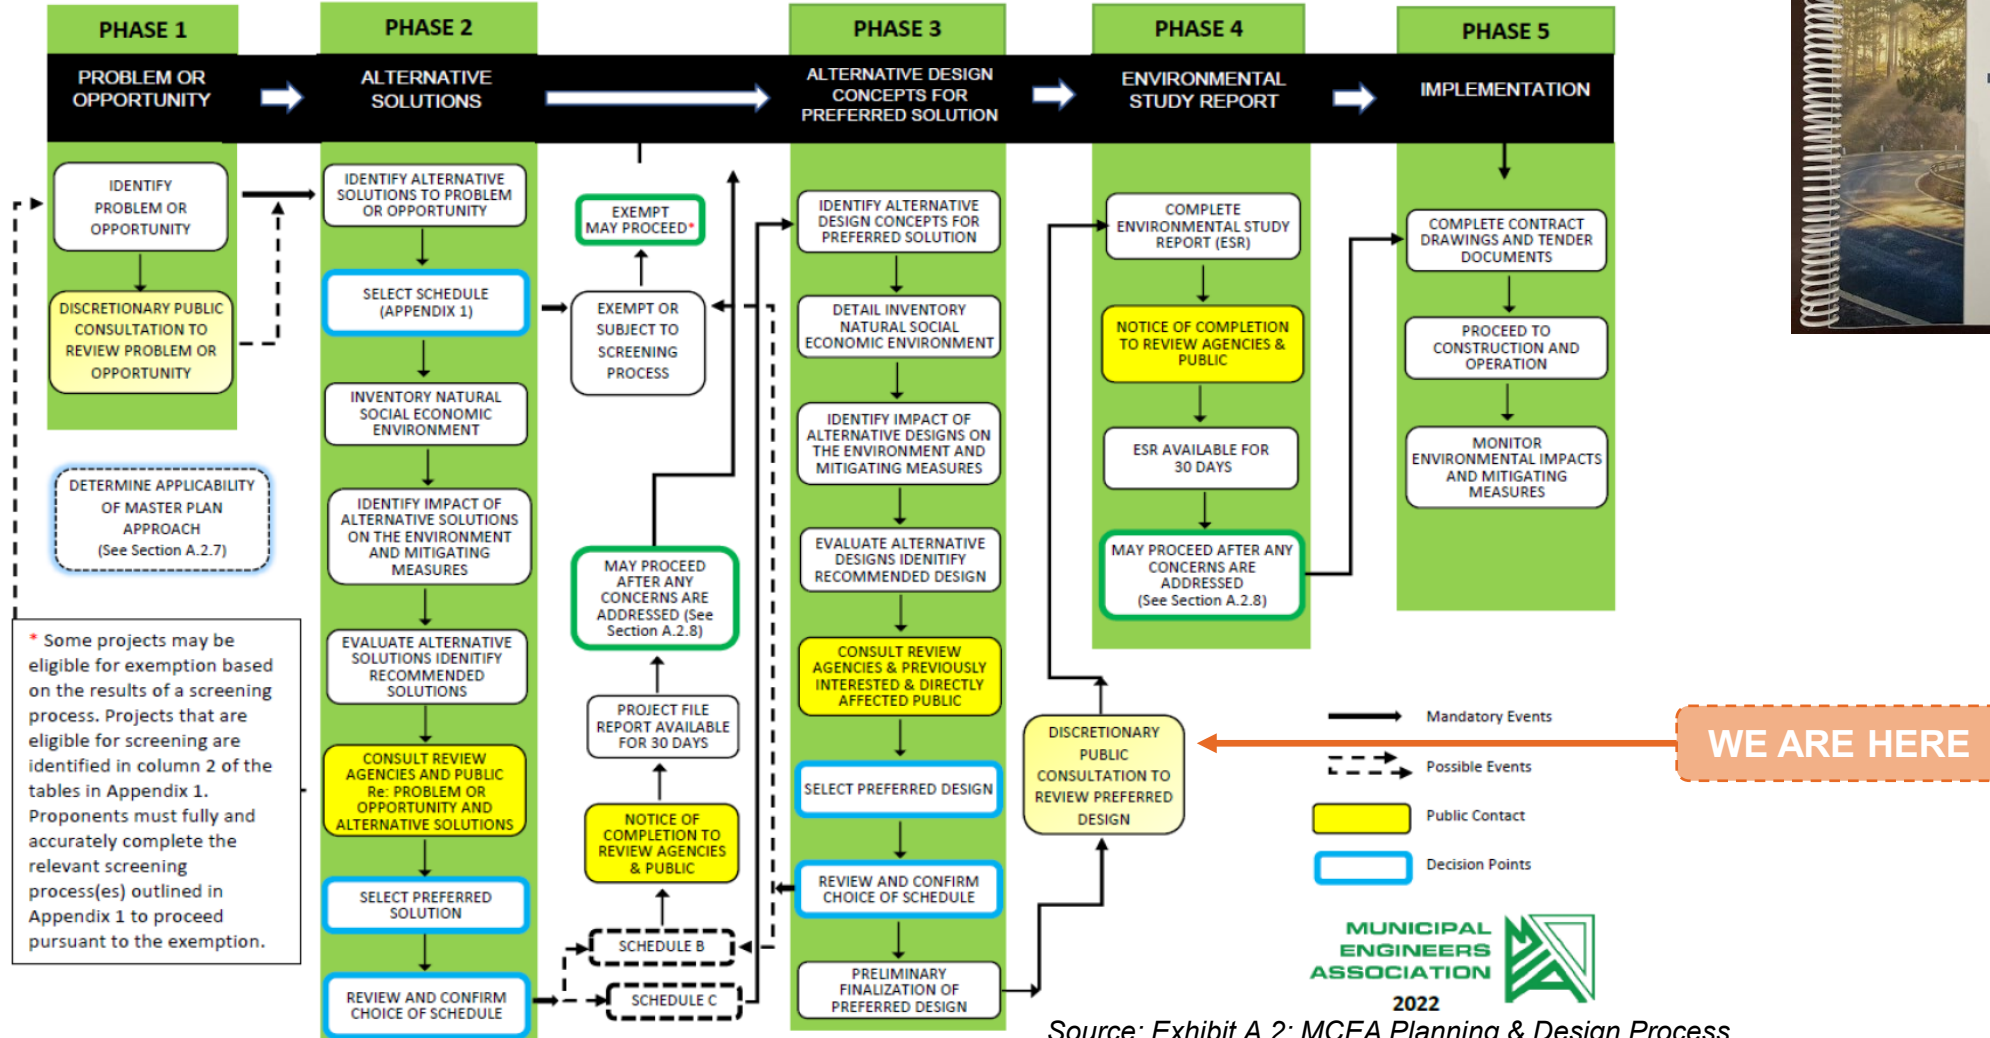 PHASE 1
PROBLEM OR
OPPORTUNITY
IDENTIFY
PROBLEM OR
OPPORTUNITY
DISCRETIONARY PUBLIC
CONSULTATION TO
REVIEW PROBLEM OR
OPPORTUNITY
DETERMINE APPLICABILITY
OF MASTER PLAN
APPROACH
(See Section A.2.7)
* Some projects may be
eligible for exemption based
on the results of a screening
process. Projects that are
eligible for screening are
identified in column 2 of the
tables in Appendix 1.
Proponents must fully and
accurately complete the
relevant screening
process(es) outlined in
Appendix 1 to proceed
pursuant to the exemption.
PHASE 2
ALTERNATIVE
SOLUTIONS
IDENTIFY ALTERNATIVE
SOLUTIONS TO PROBLEM
OR OPPORTUNITY
SELECT SCHEDULE
(APPENDIX 1)
INVENTORY NATURAL
SOCIAL ECONOMIC
ENVIRONMENT
IDENTIFY IMPACT OF
ALTERNATIVE SOLUTIONS
ON THE ENVIRONMENT
AND MITIGATING
MEASURES
EVALUATE ALTERNATIVE
SOLUTIONS IDENITIFY
RECOMMENDED
SOLUTIONS
CONSULT REVIEW
AGENCIES AND PUBLIC
Re: PROBLEM OR
OPPORTUNITY AND
ALTERNATIVE SOLUTIONS
SELECT PREFERRED
SOLUTION
REVIEW AND CONFIRM
CHOICE OF SCHEDULE
EXEMPT
MAY PROCEED*
EXEMPT OR
SUBJECT TO
SCREENING
PROCESS
MAY PROCEED
AFTER ANY
CONCERNS ARE
ADDRESSED (See
Section A.2.8)
PROJECT FILE
REPORT AVAILABLE
FOR 30 DAYS
NOTICE OF
COMPLETION TO
REVIEW AGENCIES
& PUBLIC
SCHEDULE B
SCHEDULE C
PHASE 3
ALTERNATIVE DESIGN
CONCEPTS FOR
PREFERRED SOLUTION
IDENTIFY ALTERNATIVE
DESIGN CONCEPTS FOR
PREFERRED SOLUTION
DETAIL INVENTORY
NATURAL SOCIAL
ECONOMIC ENVIRONMENT
IDENTIFY IMPACT OF
ALTERNATIVE DESIGNS ON
THE ENVIRONMENT AND
MITIGATING MEASURES
EVALUATE ALTERNATIVE
DESIGNS IDENITIFY
RECOMMENDED DESIGN
CONSULT REVIEW
AGENCIES & PREVIOUSLY
INTERESTED & DIRECTLY
AFFECTED PUBLIC
SELECT PREFERRED DESIGN
REVIEW AND CONFIRM
CHOICE OF SCHEDULE
PRELIMINARY
FINALIZATION OF
PREFERRED DESIGN
DISCRETIONARY
PUBLIC
CONSULTATION TO
REVIEW PREFERRED
DESIGN
PHASE 4
ENVIRONMENTAL
STUDY REPORT
COMPLETE
ENVIRONMENTAL STUDY
REPORT (ESR)
NOTICE OF COMPLETION
TO REVIEW AGENCIES &
PUBLIC
ESR AVAILABLE FOR
30 DAYS
MAY PROCEED AFTER ANY
CONCERNS ARE
ADDRESSED
(See Section A.2.8)
PHASE 5
IMPLEMENTATION
COMPLETE CONTRACT
DRAWINGS AND TENDER
DOCUMENTS
PROCEED TO
CONSTRUCTION AND
OPERATION
MONITOR
ENVIRONMENTAL IMPACTS
AND MITIGATING
MEASURES
Mandatory Events
Possible Events
Public Contact
Decision Points
WE ARE HERE
MUNICIPAL
ENGINEERS
ASSOCIATION
2022
Source: Exhibit A.2: MCEA Planning & Design Process